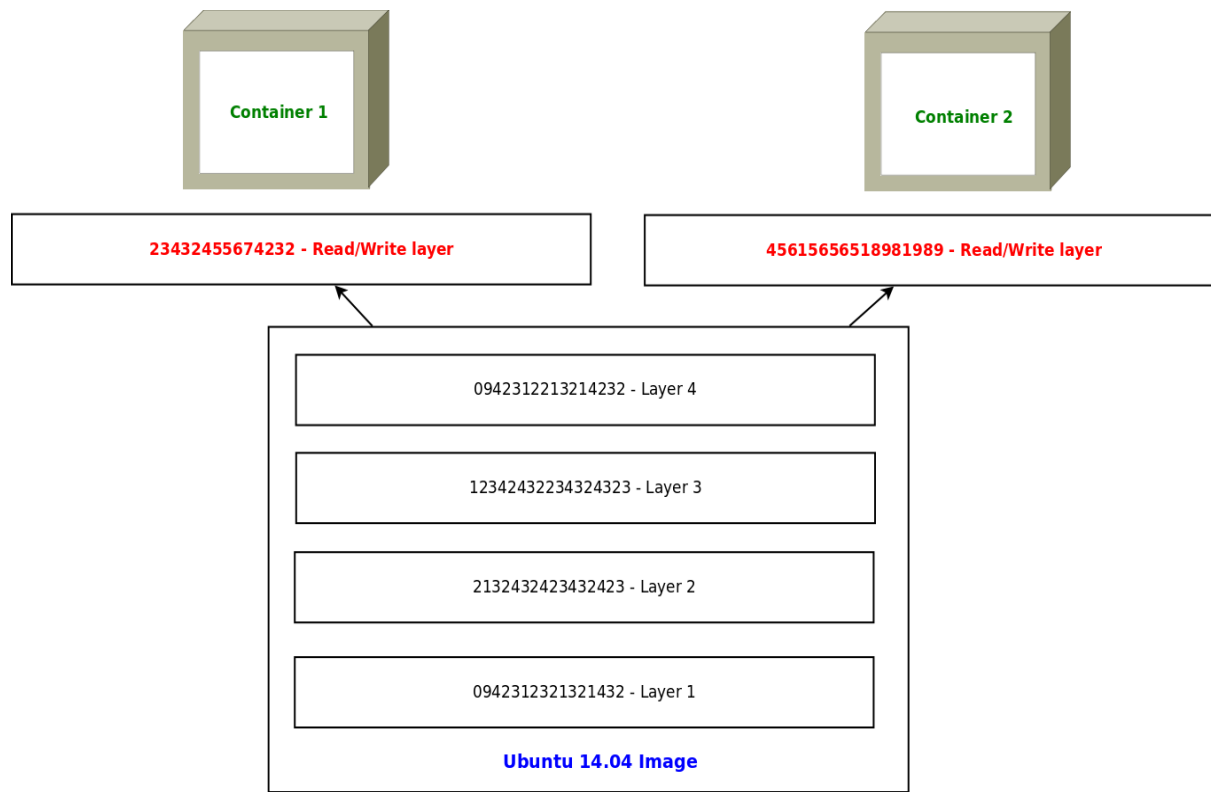 Container 1
Container 2
23432455674232 - Read/Write layer
45615656518981989 - Read/Write layer
0942312213214232 - Layer 4
12342432234324323 - Layer 3
2132432423432423 - Layer 2
0942312321321432 - Layer 1
Ubuntu 14.04 Image